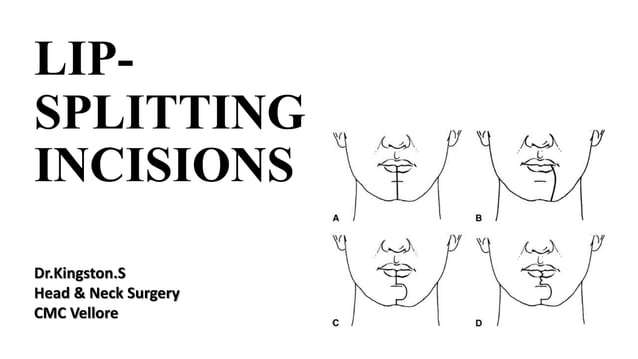 LIP-
SPLITTING
INCISIONS
Dr.Kingston.S
Head & Neck Surgery
CMC Vellore
A
B
C
D